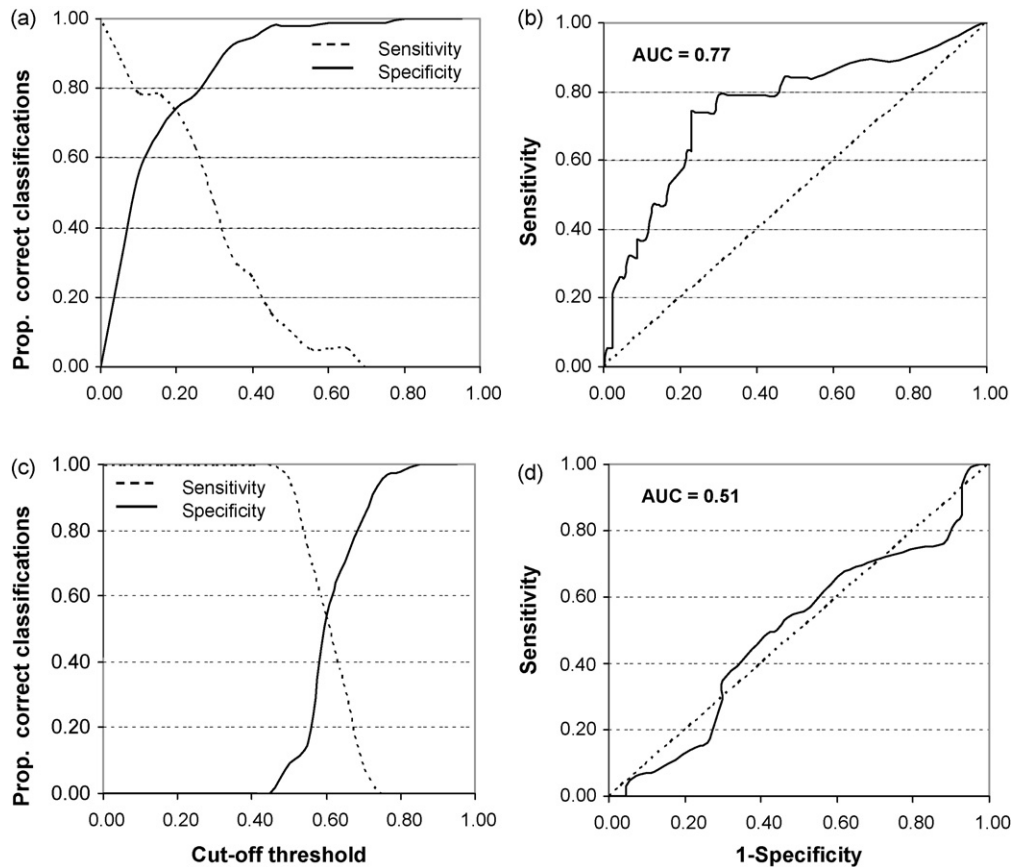 (a)
Prop. correct classifications
1.00
0.80
0.60
0.40
0.20
0.00
Sensitivity
Specificity
0.00 0.20 0.40 0.60 0.80 1.00
(b)
Sensitivity
1.00
0.80
0.60
0.40
0.20
0.00
AUC = 0.77
0.00 0.20 0.40 0.60 0.80 1.00
(c)
Prop. correct classifications
1.00
0.80
0.60
0.40
0.20
0.00
Sensitivity
Specificity
0.00 0.20 0.40 0.60 0.80 1.00
Cut-off threshold
(d)
Sensitivity
1.00
0.80
0.60
0.40
0.20
0.00
AUC = 0.51
0.00 0.20 0.40 0.60 0.80 1.00
1-Specificity